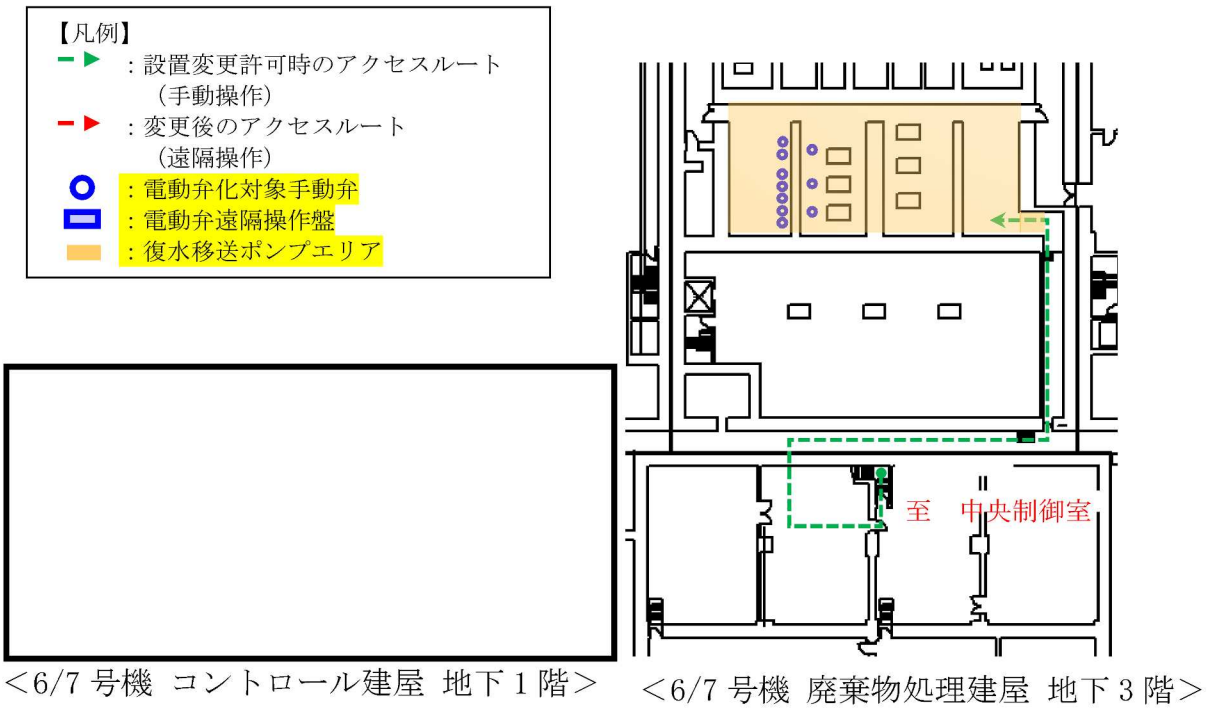 【凡例】
：設置変更許可時のアクセスルート
（手動操作）
：変更後のアクセスルート
（遠隔操作）
：電動弁化対象手動弁
：電動弁遠隔操作盤
：復水移送ポンプエリア
至　中央制御室
＜6/7 号機 コントロール建屋 地下 1 階＞
＜6/7 号機 廃棄物処理建屋 地下 3 階＞